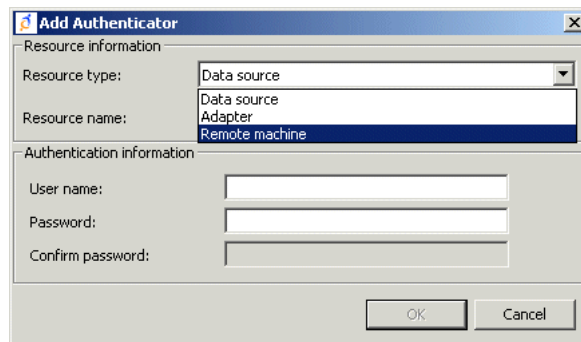 Add Authenticator
Resource information
Resource type: Data source
Data source
Adapter
Resource name:
Remote machine
Authentication information
User name:
Password:
Confirm password:
OK Cancel